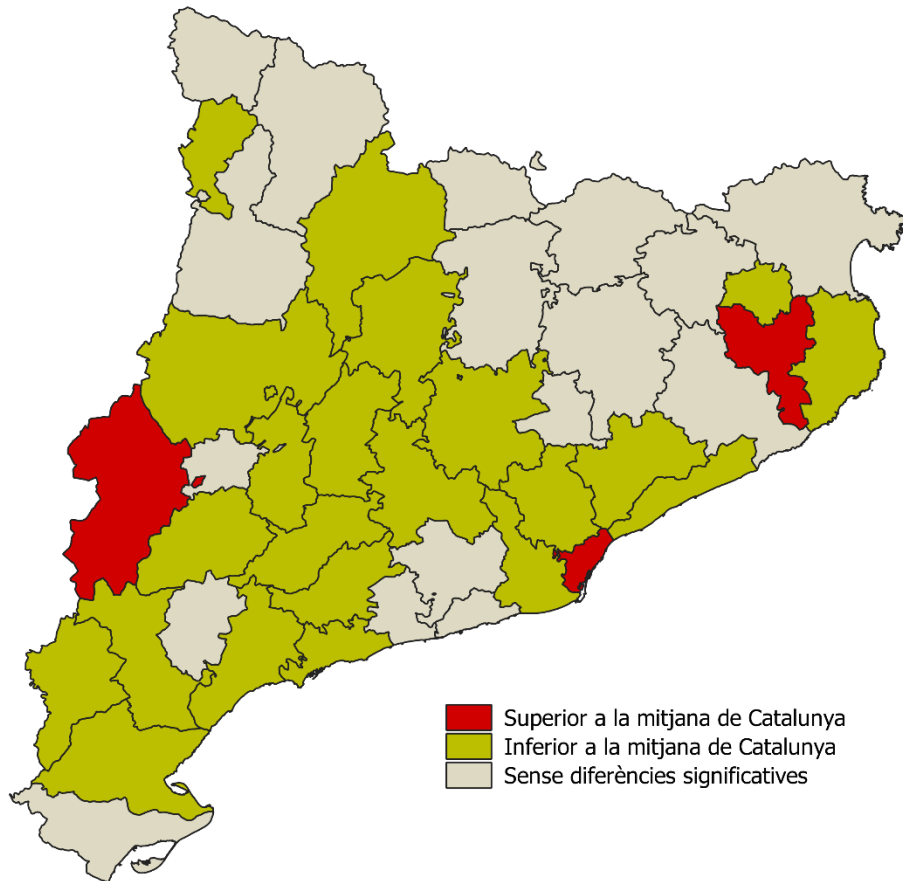 Superior a la mitjana de Catalunya
Inferior a la mitjana de Catalunya
Sense diferències significatives